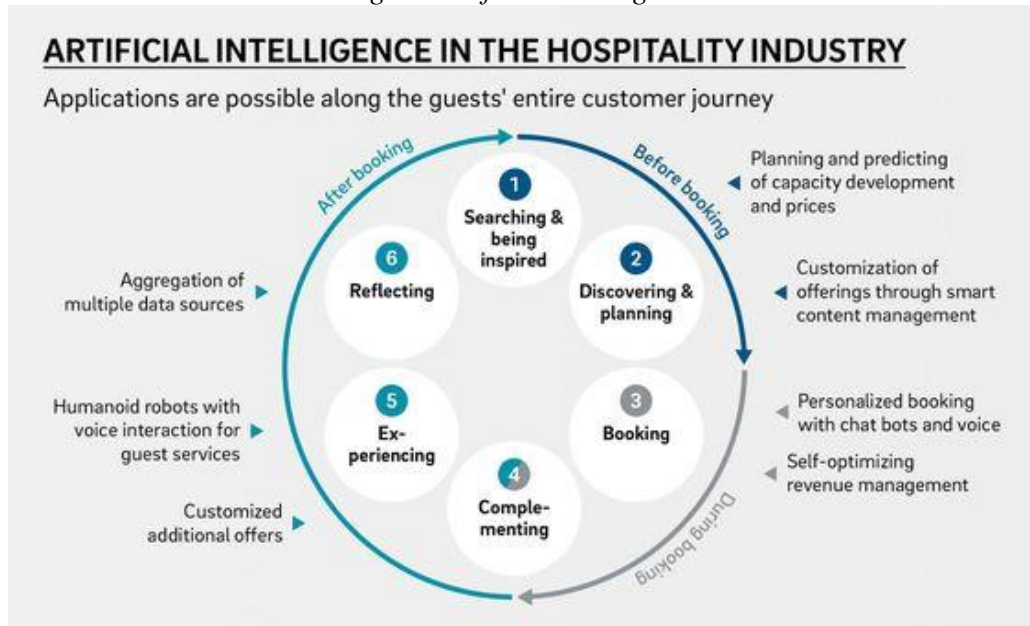 ARTIFICIAL INTELLIGENCE IN THE HOSPITALITY INDUSTRY
Applications are possible along the guests' entire customer journey
After booking
Before booking
Planning and predicting
of capacity development
and prices
1
Searching &
being
inspired
6
Reflecting
2
Discovering &
planning
Aggregation of
multiple data sources
Customization of
offerings through smart
content management
5
Ex-
periencing
3
Booking
Humanoid robots with
voice interaction for
guest services
Personalized booking
with chat bots and voice
Self-optimizing
revenue management
4
Comple-
menting
Customized
additional offers
During booking